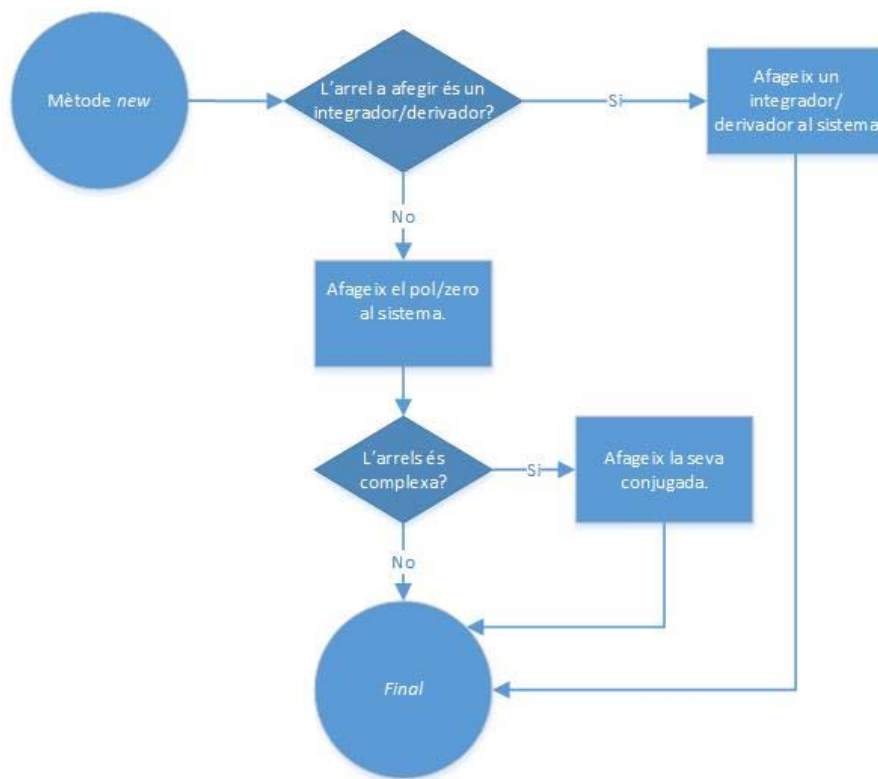 Mètode new
L'arrel a afegir és un
integrador/derivador?
Si
Afageix un
integrador/
derivador al sistema
No
Afageix el pol/zero
al sistema.
L'arrels és
complexa?
Si
Afageix la seva
conjugada.
No
Final